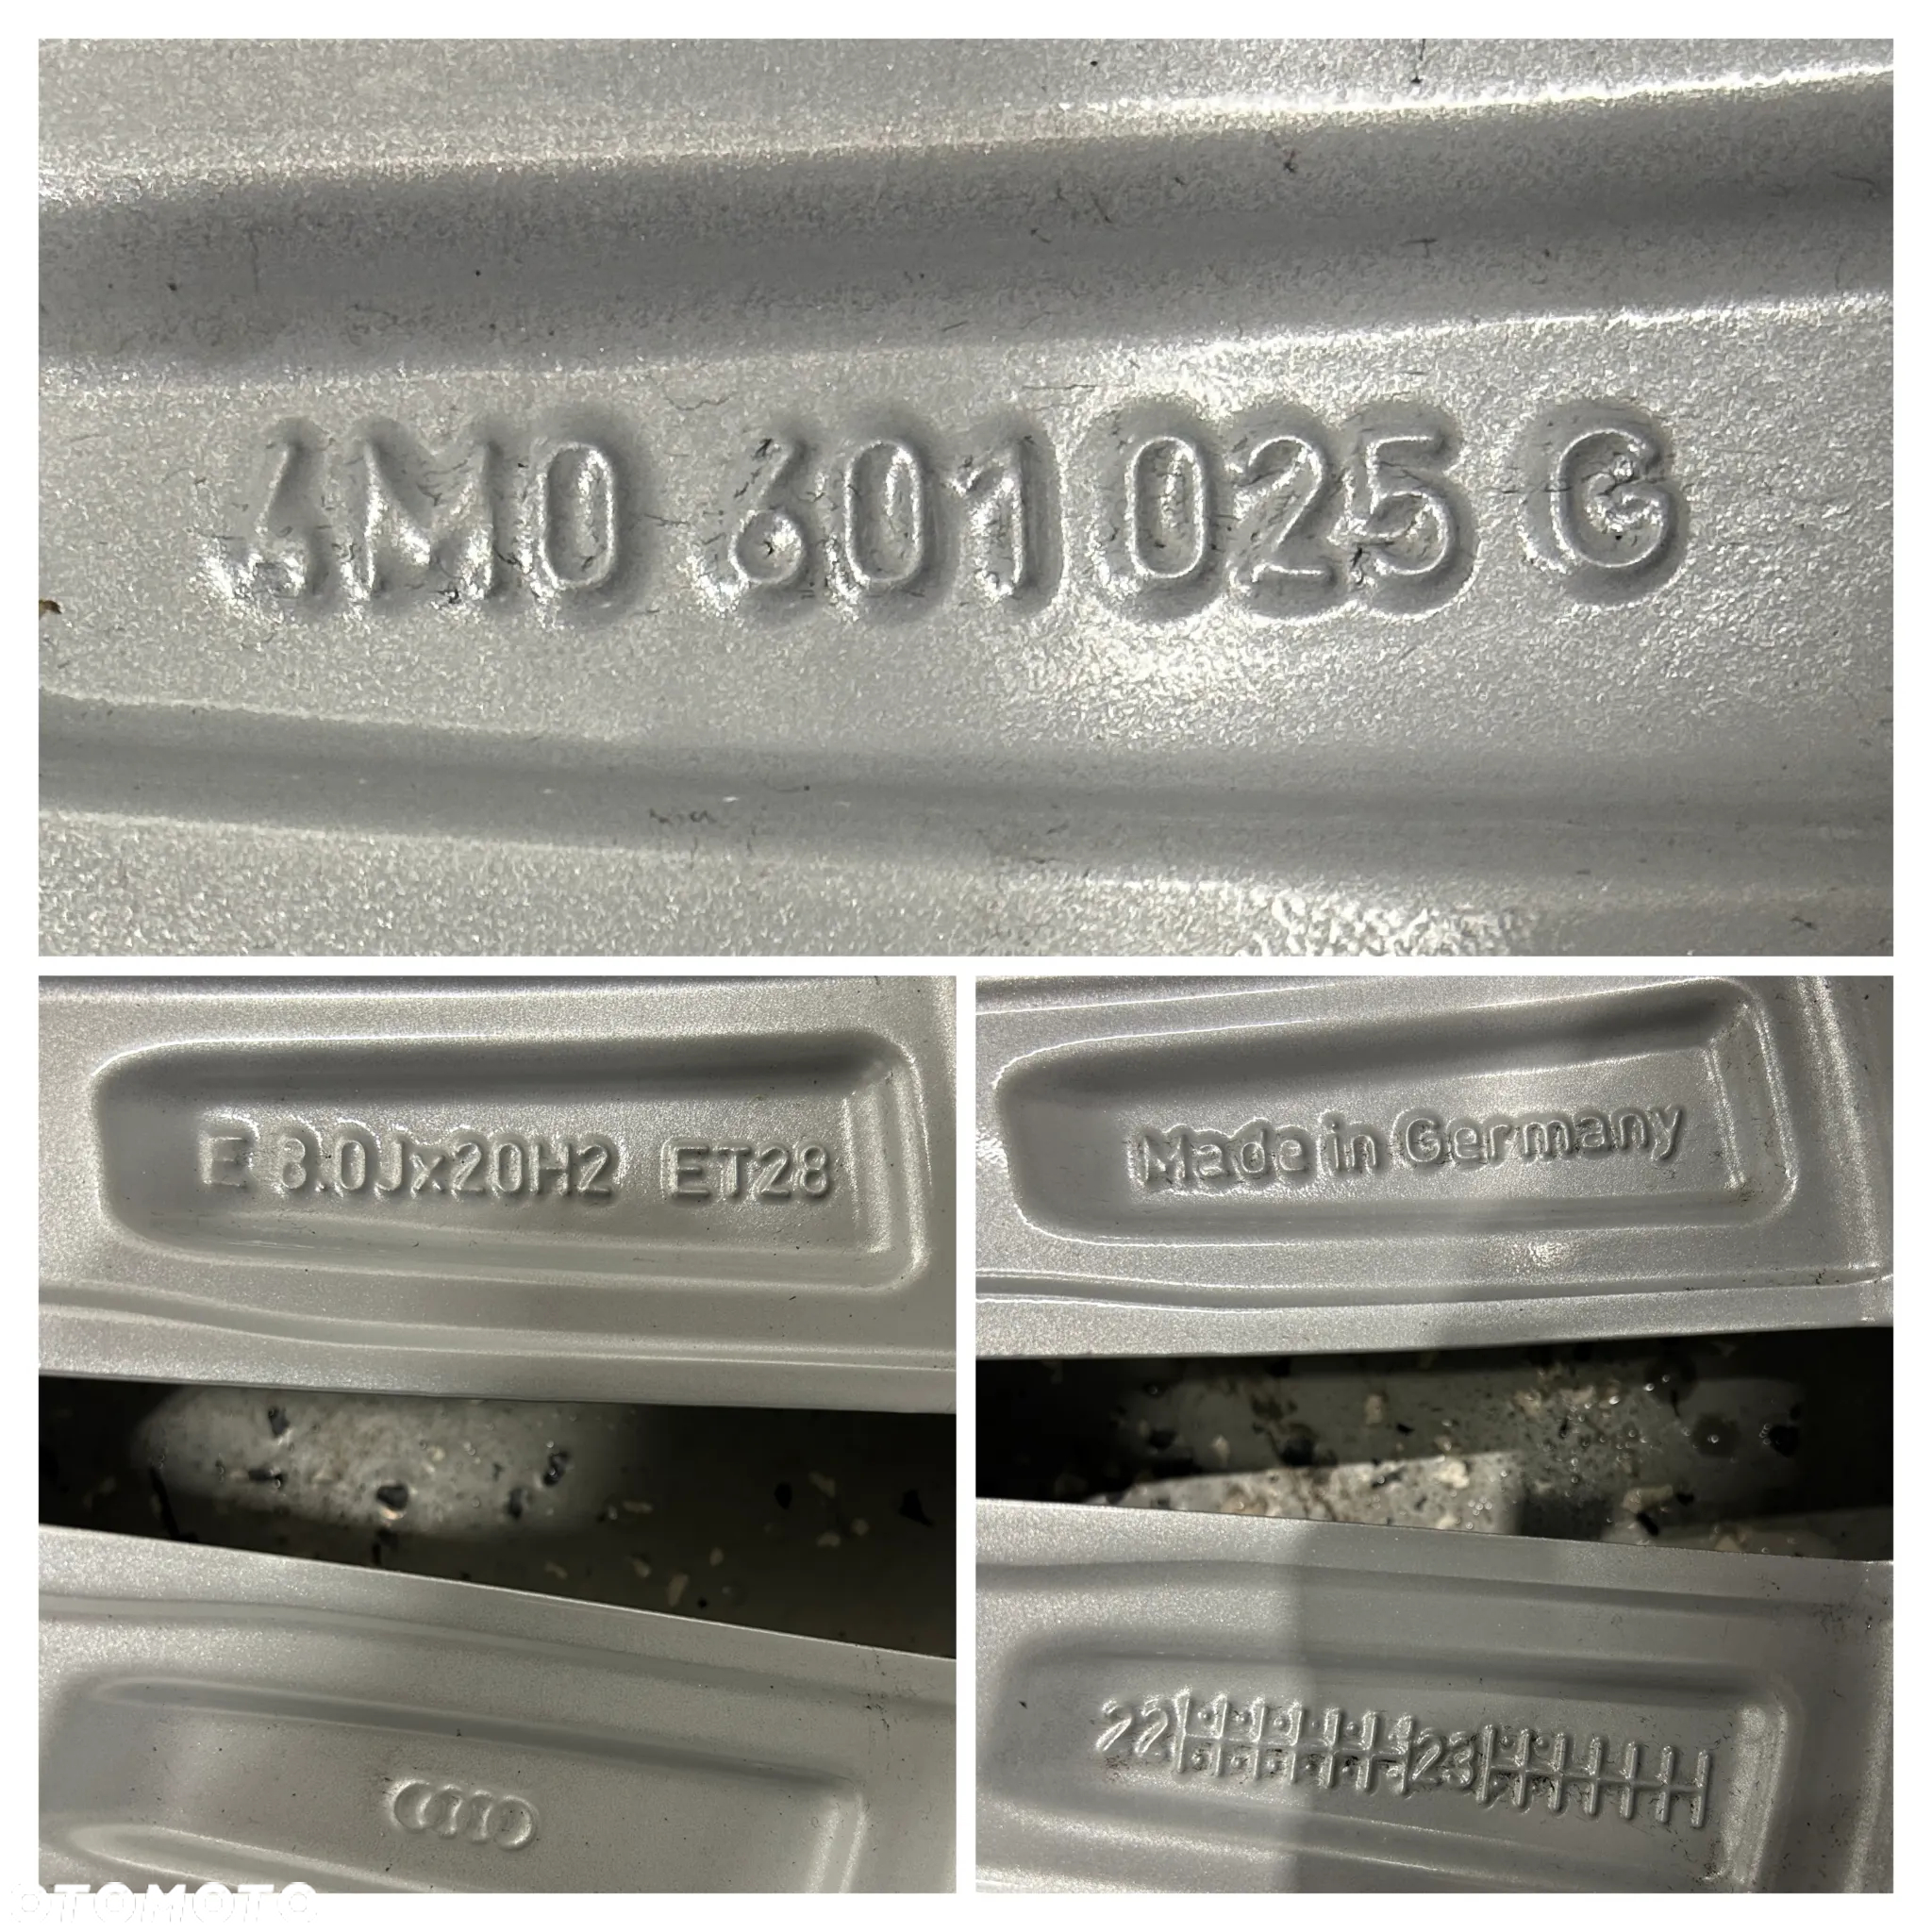 4M0 601 025 G
E 8.0Jx20H2 ET28
Made in Germany
22 23
OTOMOTO